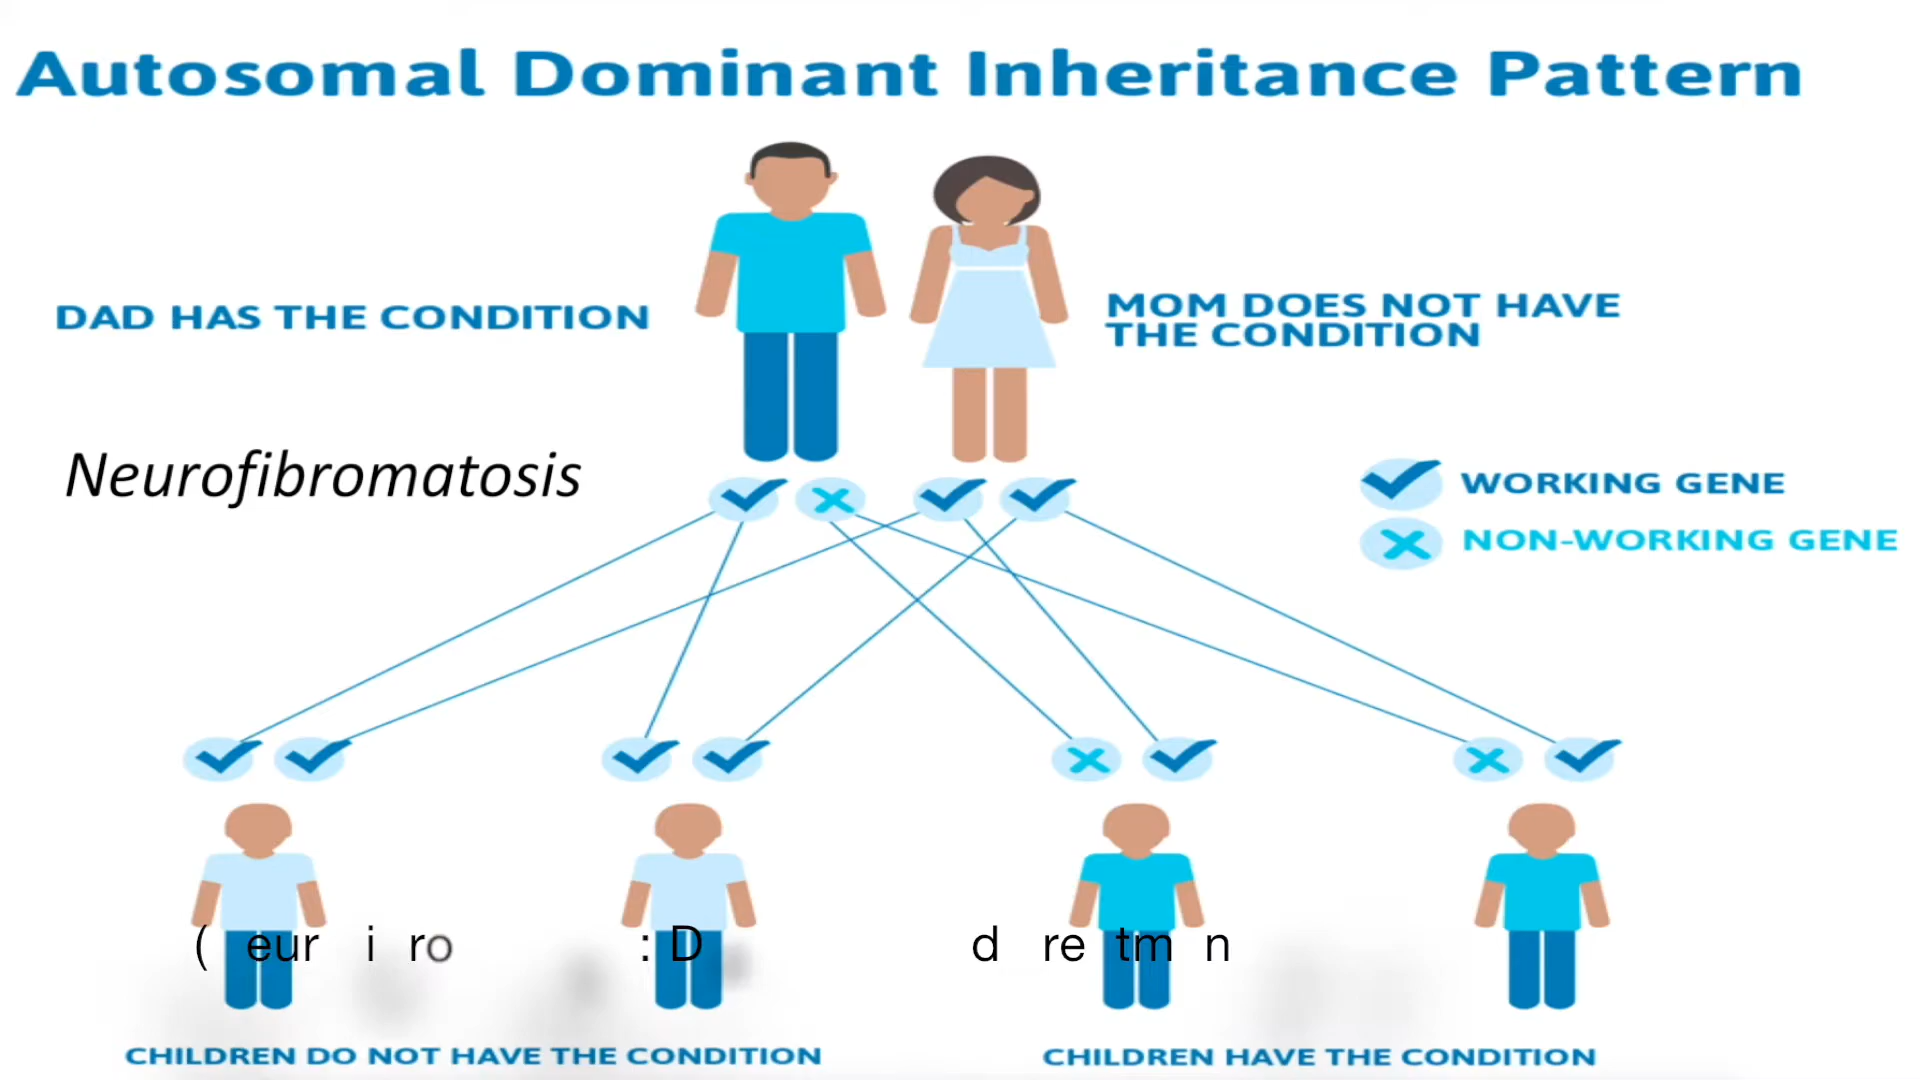 Autosomal Dominant Inheritance Pattern
DAD HAS THE CONDITION
MOM DOES NOT HAVE
THE CONDITION
Neurofibromatosis
WORKING GENE
NON-WORKING GENE
CHILDREN DO NOT HAVE THE CONDITION
CHILDREN HAVE THE CONDITION